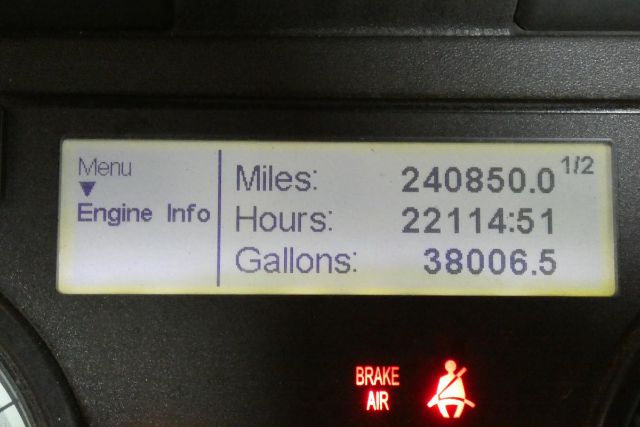 Menu
Engine Info
1/2
Miles: 240850.0
Hours: 22114:51
Gallons: 38006.5
BRAKE
AIR